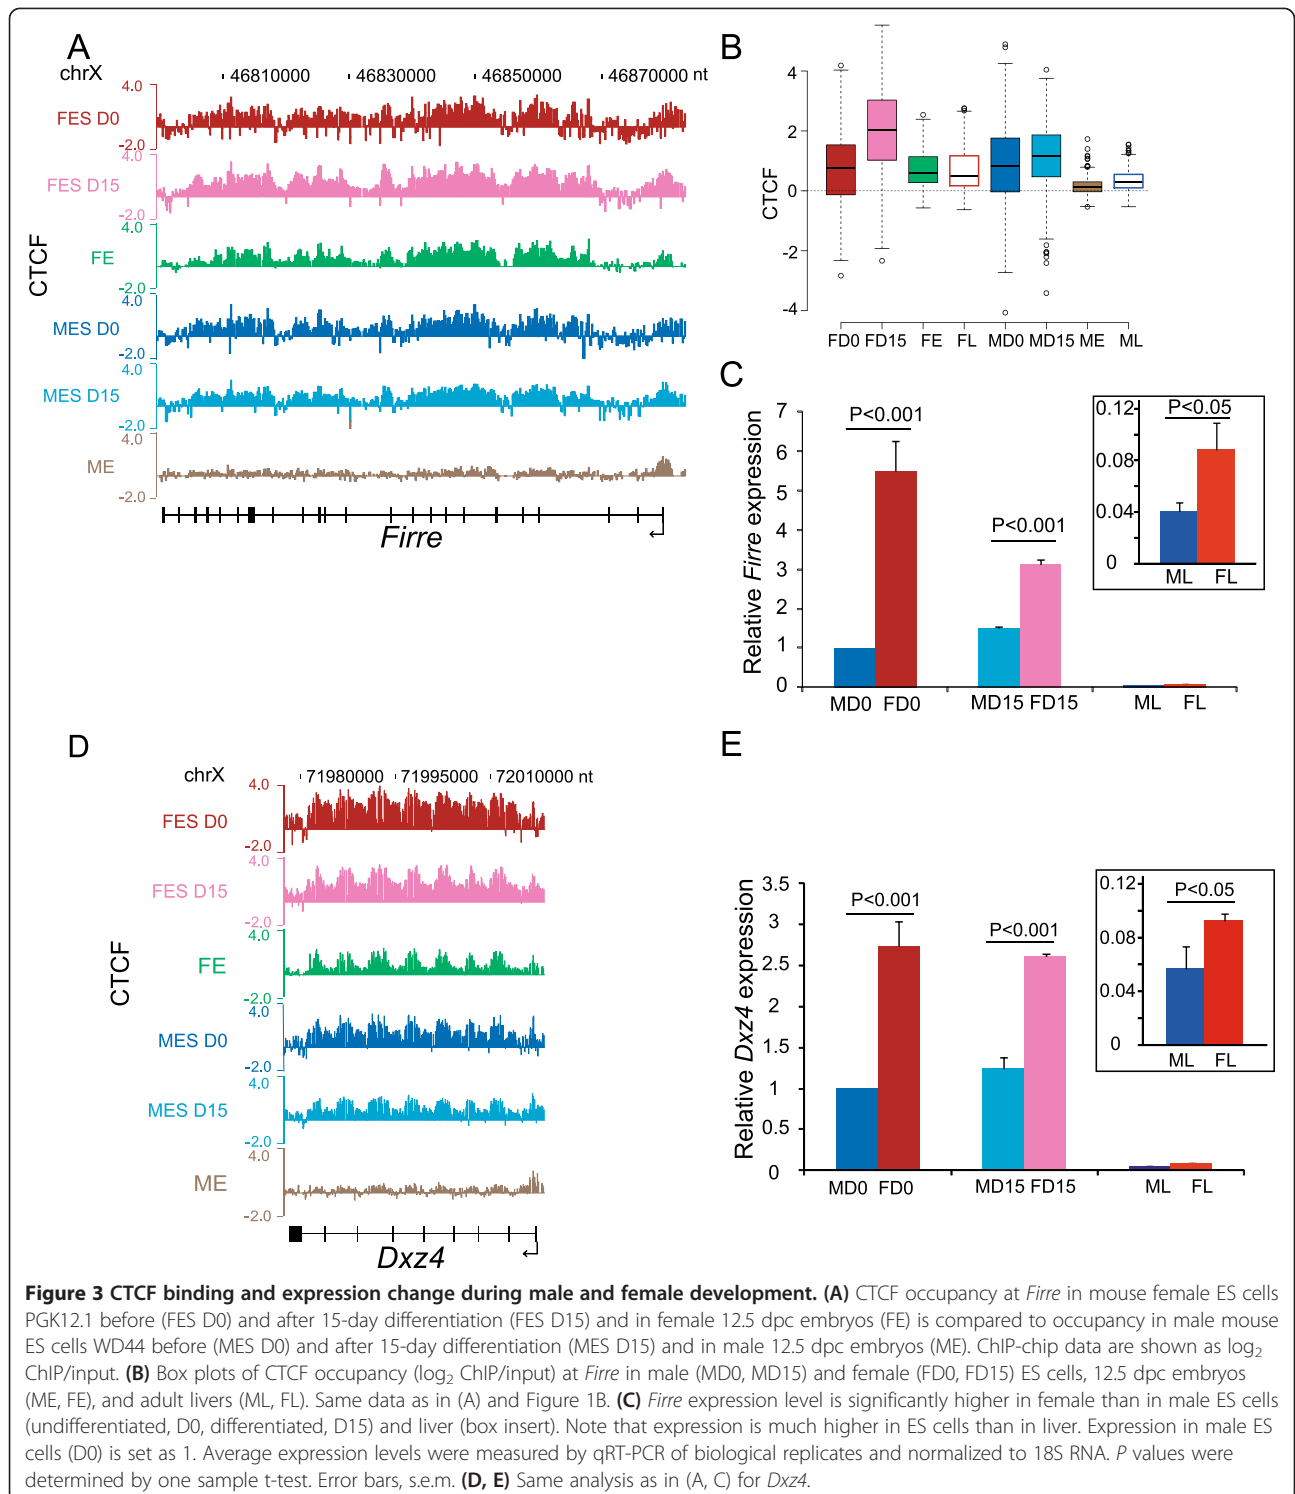 A
chrX
46810000
46830000
46850000
46870000 nt
CTCF
4.0
FES D0
-2.0
4.0
FES D15
-2.0
4.0
FE
-2.0
4.0
MES D0
-2.0
4.0
MES D15
-2.0
4.0
ME
-2.0
Firre
B
CTCF
4
2
0
-2
-4
FD0 FD15 FE FL MD0 MD15 ME ML
C
Relative Firre expression
7
6
5
4
3
2
1
0
P<0.001
P<0.001
MD0 FD0
MD15 FD15
ML FL
0.12
0.08
0.04
0
P<0.05
ML FL
D
chrX
71980000
71995000
72010000 nt
CTCF
4.0
FES D0
-2.0
4.0
FES D15
-2.0
4.0
FE
-2.0
4.0
MES D0
-2.0
4.0
MES D15
-2.0
4.0
ME
-2.0
Dxz4
E
Relative Dxz4 expression
3.5
3
2.5
2
1.5
1
0.5
0
P<0.001
P<0.001
MD0 FD0
MD15 FD15
ML FL
0.12
0.08
0.04
0
P<0.05
ML FL
Figure 3 CTCF binding and expression change during male and female development. (A) CTCF occupancy at Firre in mouse female ES cells
PGK12.1 before (FES D0) and after 15-day differentiation (FES D15) and in female 12.5 dpc embryos (FE) is compared to occupancy in male mouse
ES cells WD44 before (MES D0) and after 15-day differentiation (MES D15) and in male 12.5 dpc embryos (ME). ChIP-chip data are shown as log2
ChIP/input. (B) Box plots of CTCF occupancy (log2 ChIP/input) at Firre in male (MD0, MD15) and female (FD0, FD15) ES cells, 12.5 dpc embryos
(ME, FE), and adult livers (ML, FL). Same data as in (A) and Figure 1B. (C) Firre expression level is significantly higher in female than in male ES cells
(undifferentiated, D0, differentiated, D15) and liver (box insert). Note that expression is much higher in ES cells than in liver. Expression in male ES
cells (D0) is set as 1. Average expression levels were measured by qRT-PCR of biological replicates and normalized to 18S RNA. P values were
determined by one sample t-test. Error bars, s.e.m. (D, E) Same analysis as in (A, C) for Dxz4.